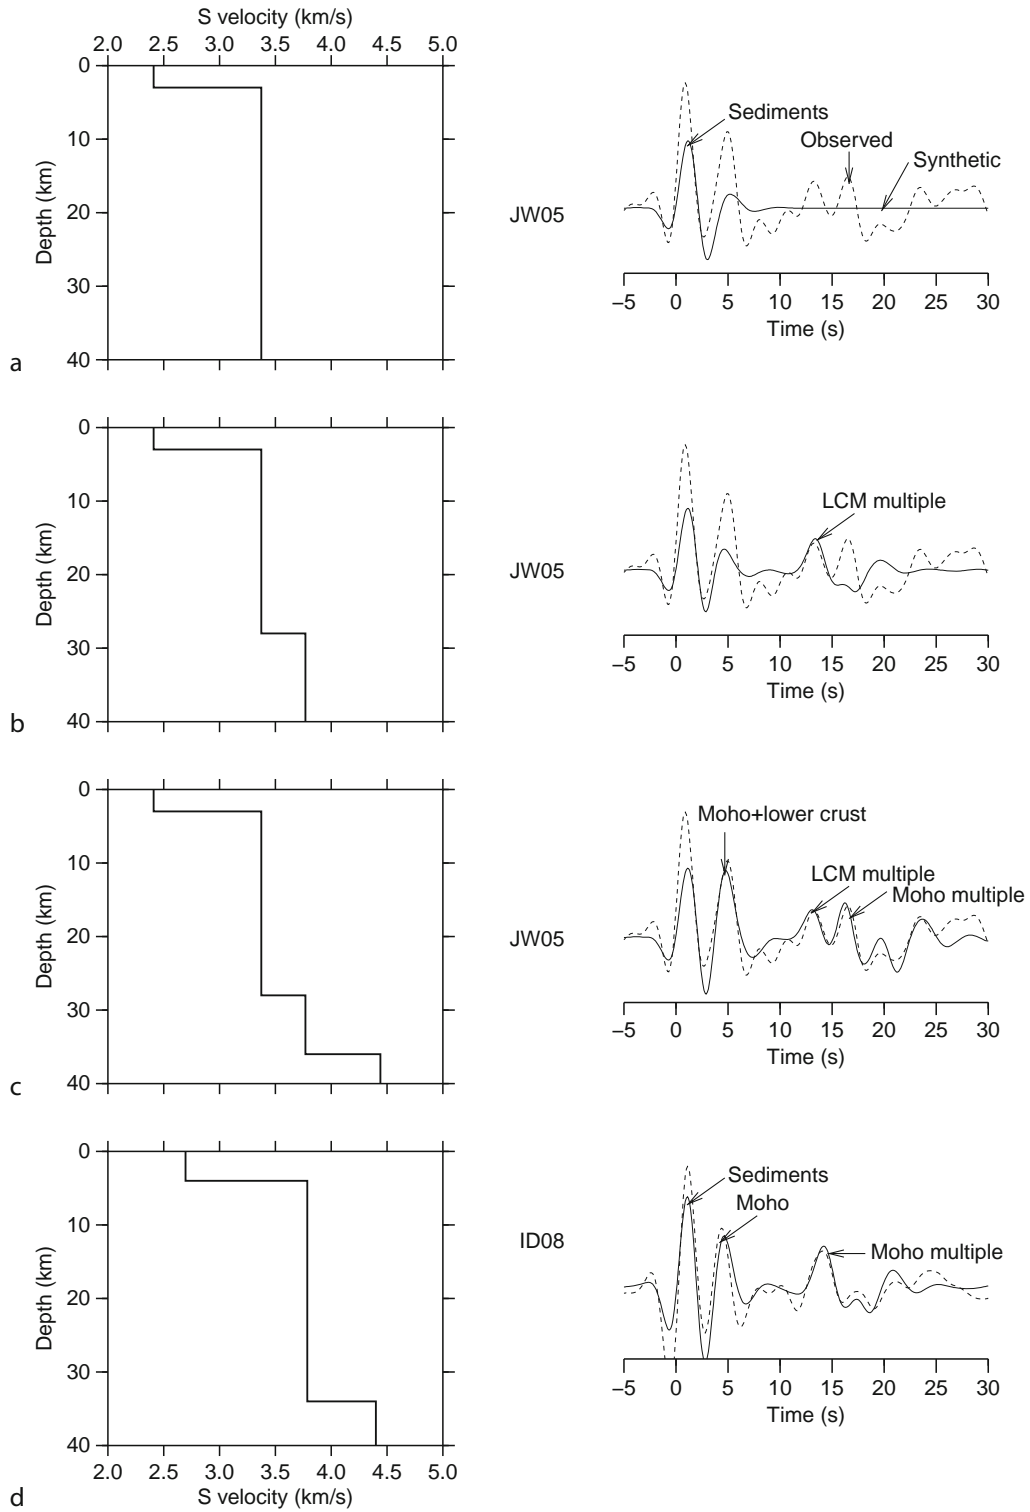 S velocity (km/s)
2.0 2.5 3.0 3.5 4.0 4.5 5.0
0
10
20
30
40
Depth (km)
a
JW05
Sediments
Observed
Synthetic
−5 0 5 10 15 20 25 30
Time (s)
0
10
20
30
40
Depth (km)
b
JW05
LCM multiple
−5 0 5 10 15 20 25 30
Time (s)
0
10
20
30
40
Depth (km)
c
JW05
Moho+lower crust
LCM multiple
Moho multiple
−5 0 5 10 15 20 25 30
Time (s)
0
10
20
30
40
Depth (km)
2.0 2.5 3.0 3.5 4.0 4.5 5.0
S velocity (km/s)
d
ID08
Sediments
Moho
Moho multiple
−5 0 5 10 15 20 25 30
Time (s)